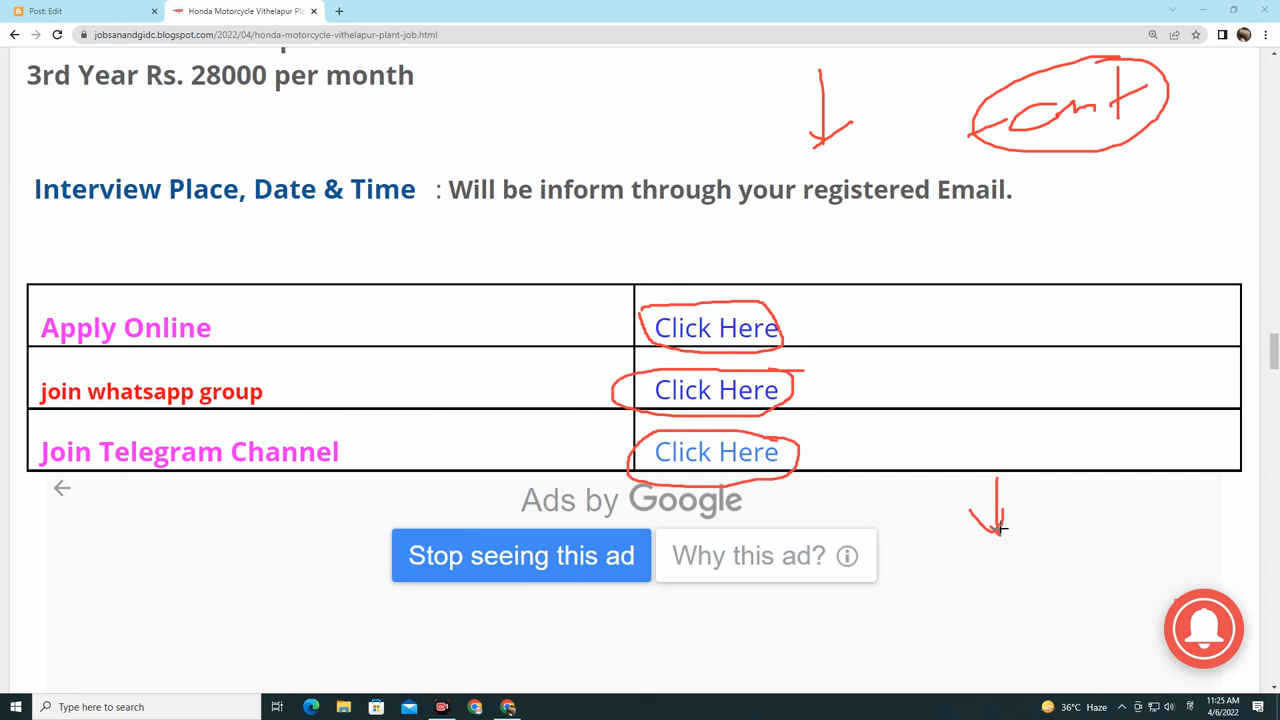 Post: Edit
Honda Motorcycle Vithelapur Pla
jobsanandgidc.blogspot.com/2022/04/honda-motorcycle-vithelapur-plant-job.html
3rd Year Rs. 28000 per month
Interview Place, Date & Time : Will be inform through your registered Email.
Apply Online Click Here
join whatsapp group Click Here
Join Telegram Channel Click Here
Ads by Google
Stop seeing this ad Why this ad?
Type here to search
36°C Haze
11:25 AM
4/6/2022